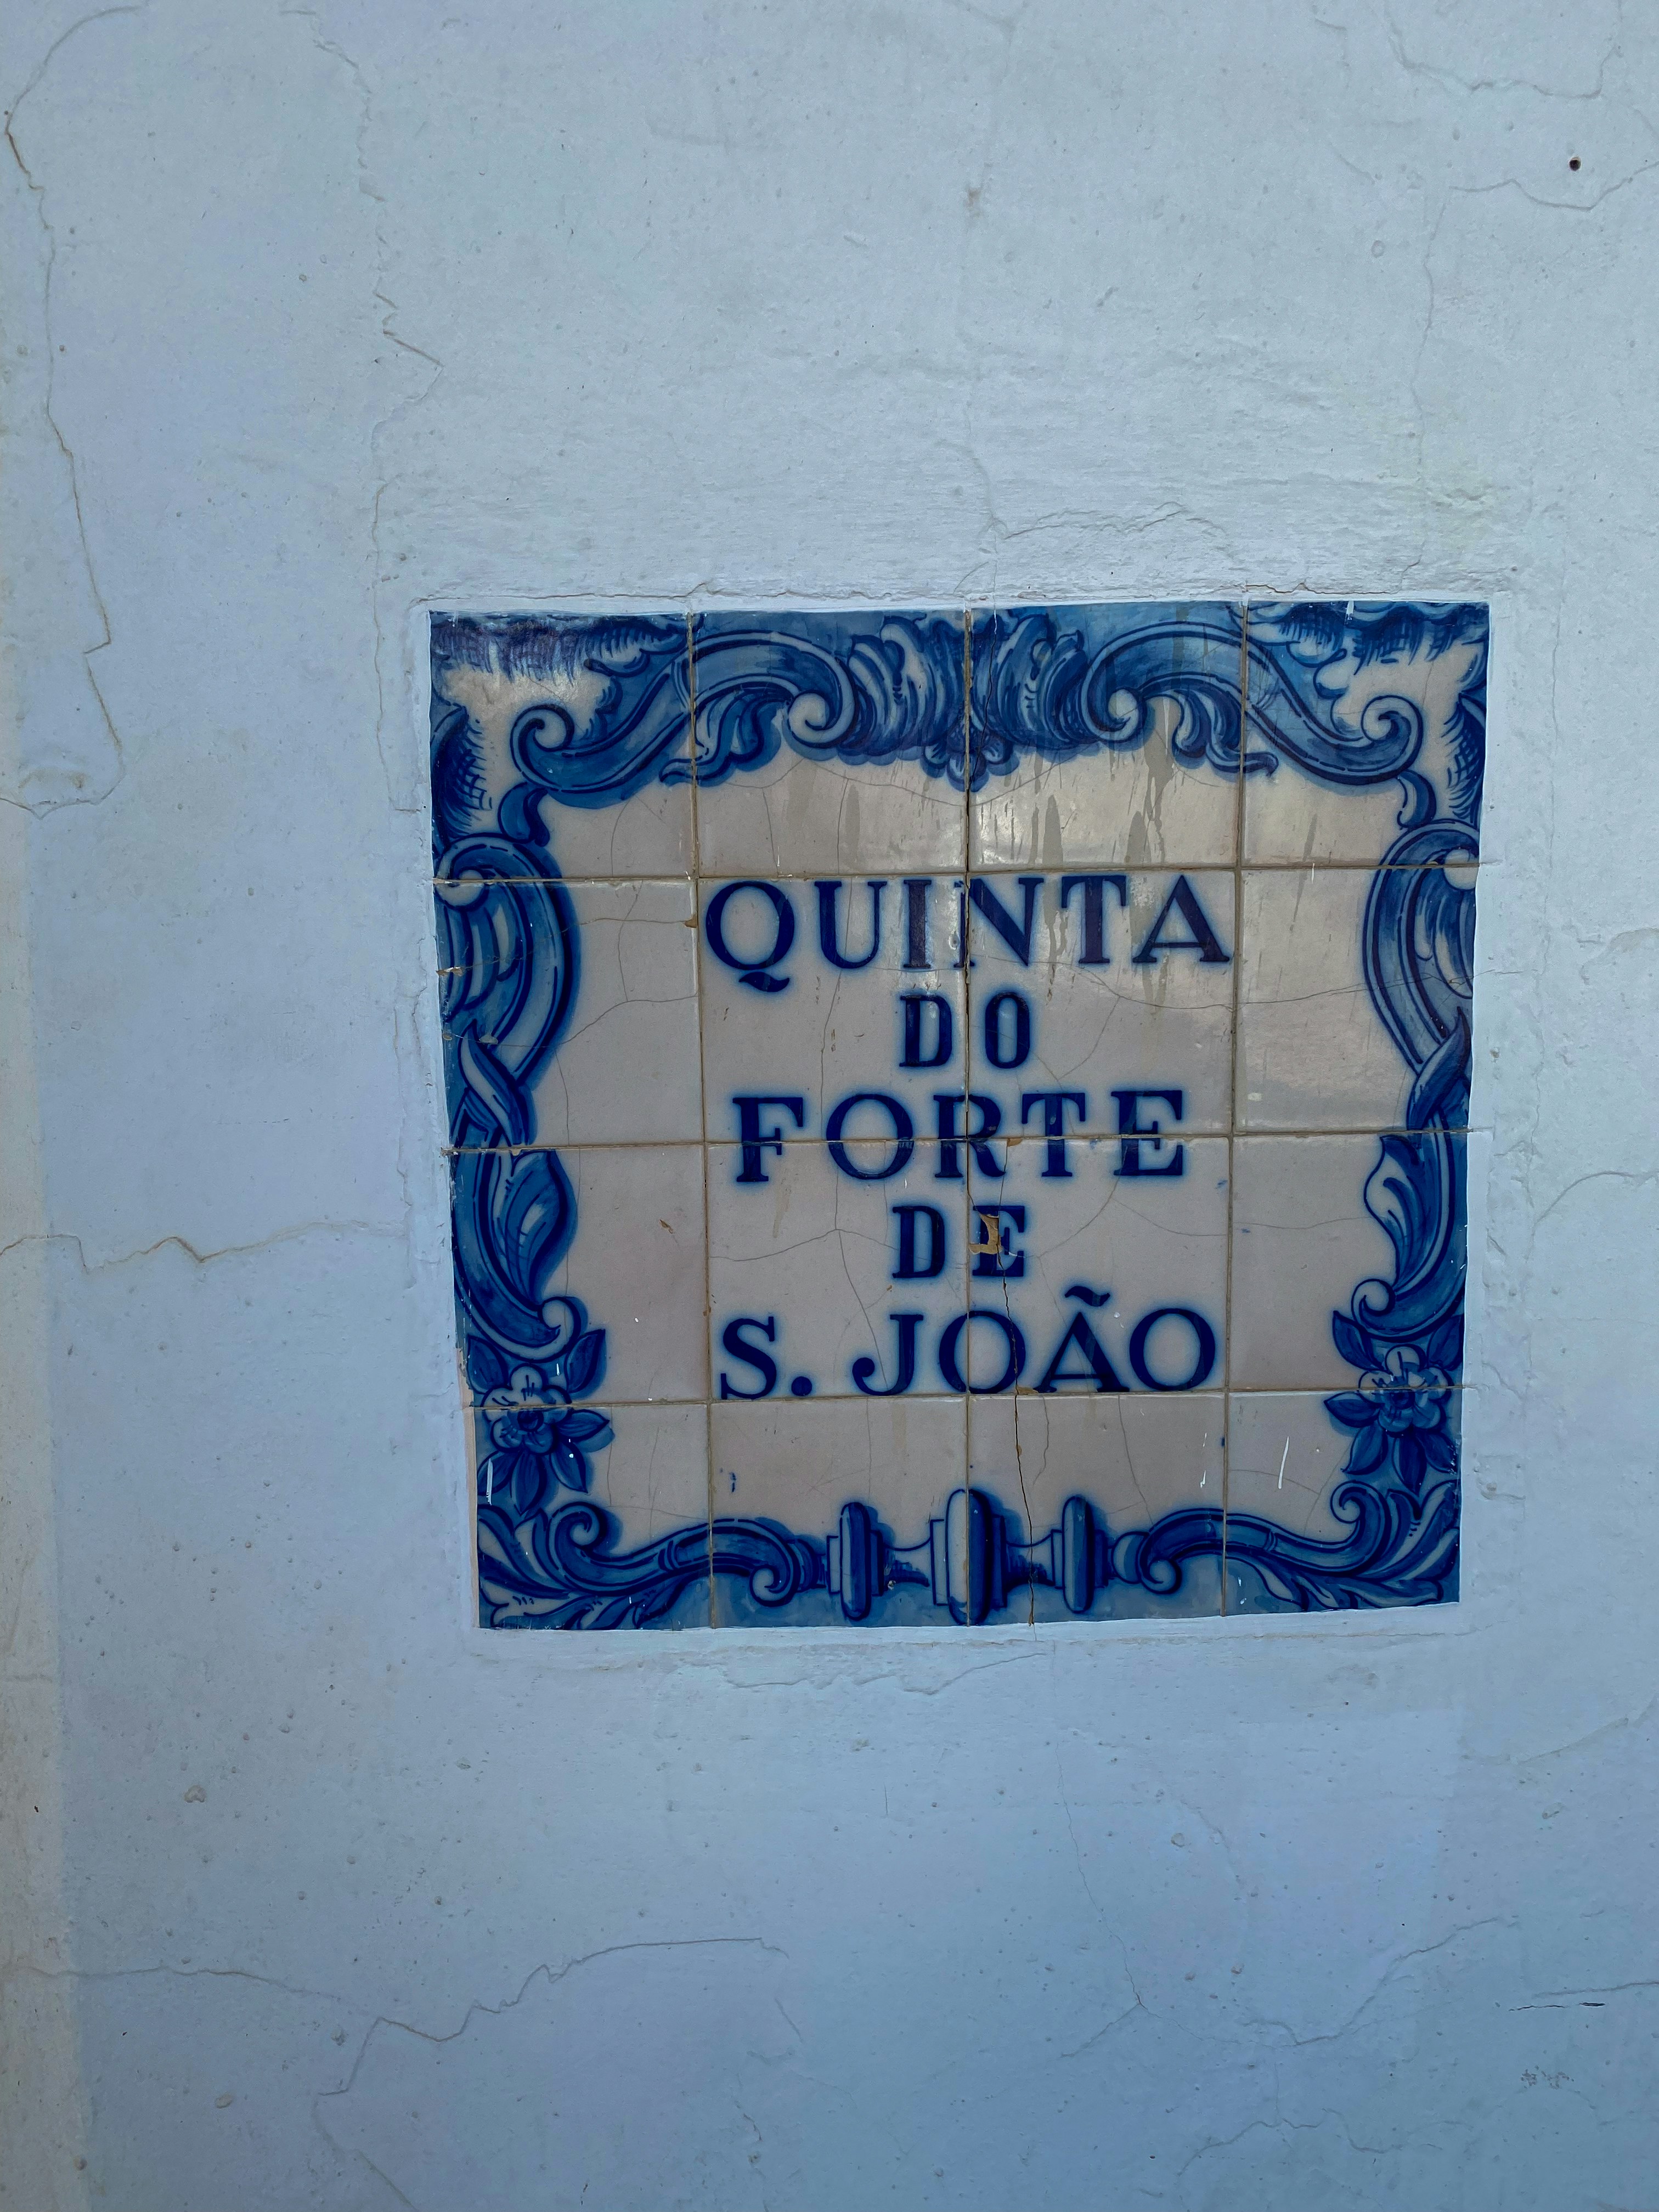 QUINTA
DO
FORTE
DE
S. JOÃO